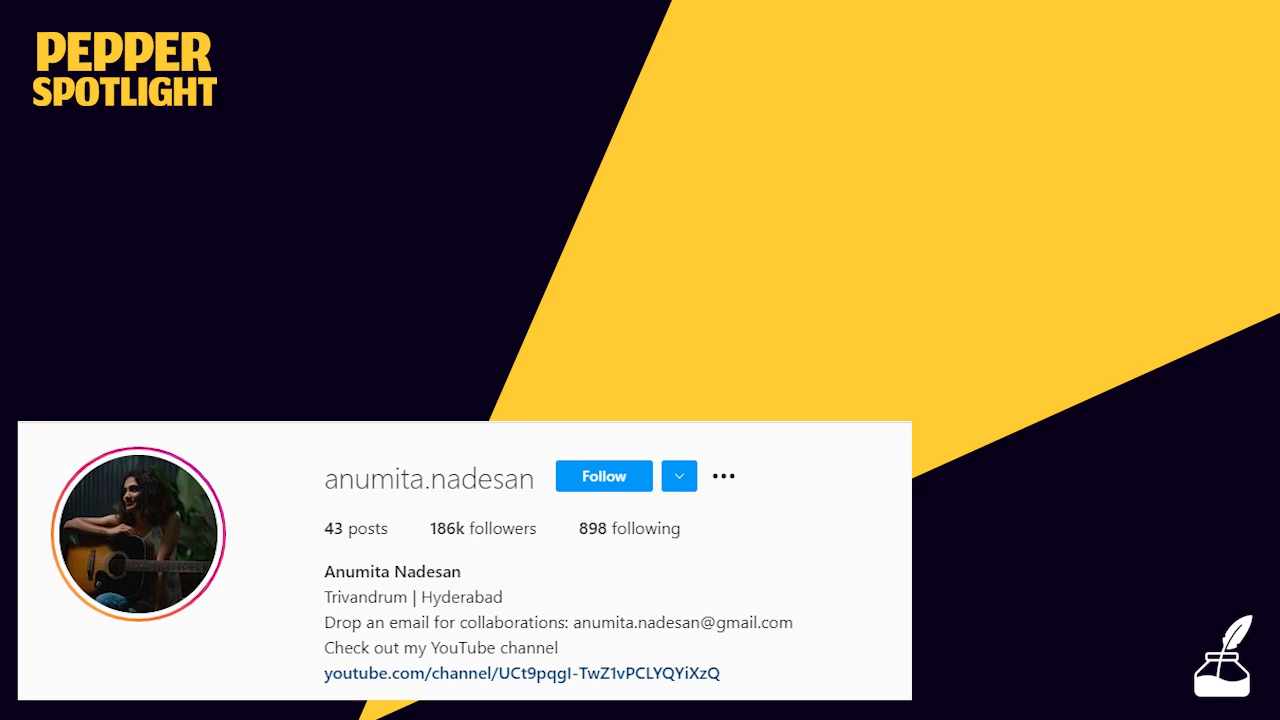 PEPPER
SPOTLIGHT
anumita.nadesan Follow
43 posts 186k followers 898 following
Anumita Nadesan
Trivandrum | Hyderabad
Drop an email for collaborations: anumita.nadesan@gmail.com
Check out my YouTube channel
youtube.com/channel/UCt9pqgI-TwZ1vPCLYQYiXzQ